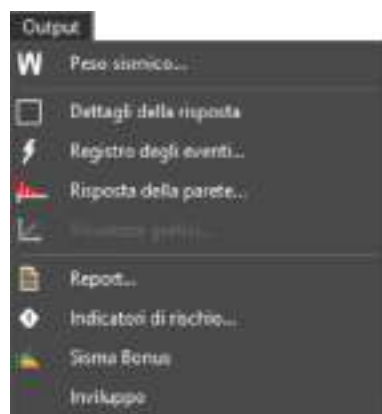 Output
W Peso sismico...
Dettagli della risposta
Registro degli eventi...
Risposta della parete...
Report...
Indicatori di rischio...
Sisma Bonus
Inviluppo